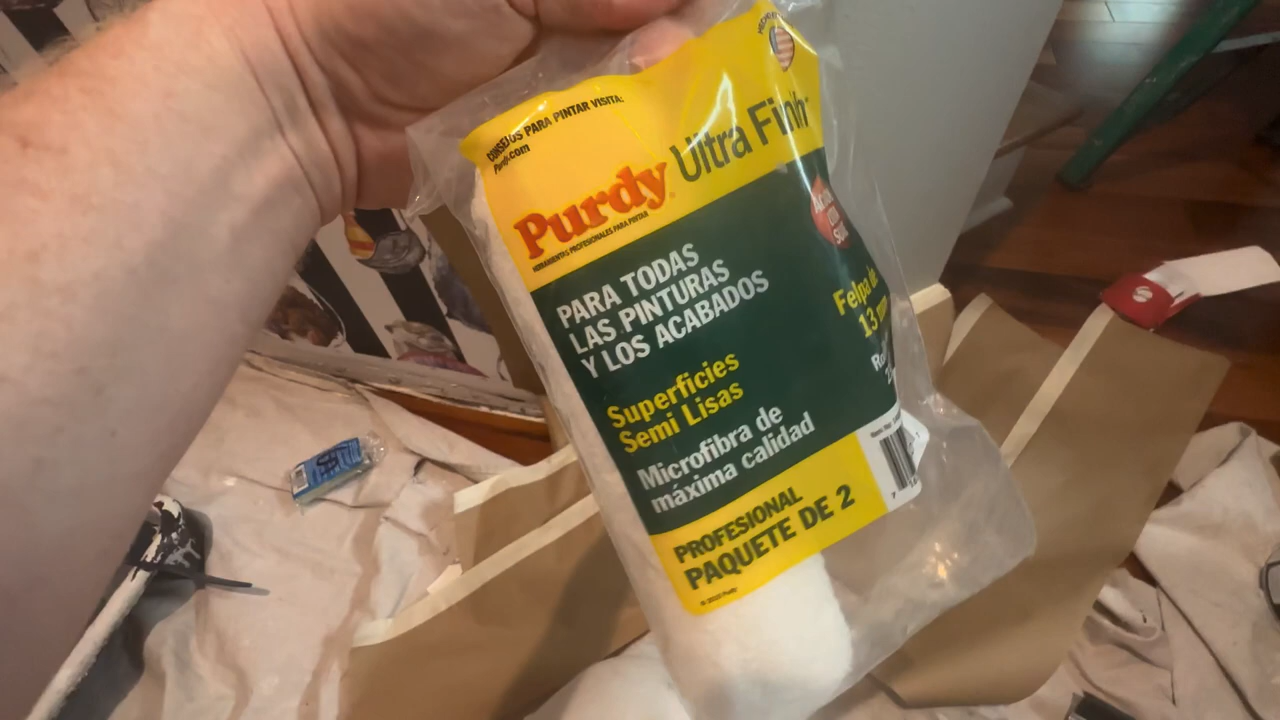 CONSEJOS PARA PINTAR VISITA:
Purdy.com
Purdy
HERRAMIENTAS PROFESIONALES PARA PINTAR
Ultra Fin
PARA TODAS
LAS PINTURAS
Y LOS ACABADOS
Superficies
Semi Lisas
Microfibra de
máxima calidad
Felpa de
13 mm
PROFESIONAL
PAQUETE DE 2